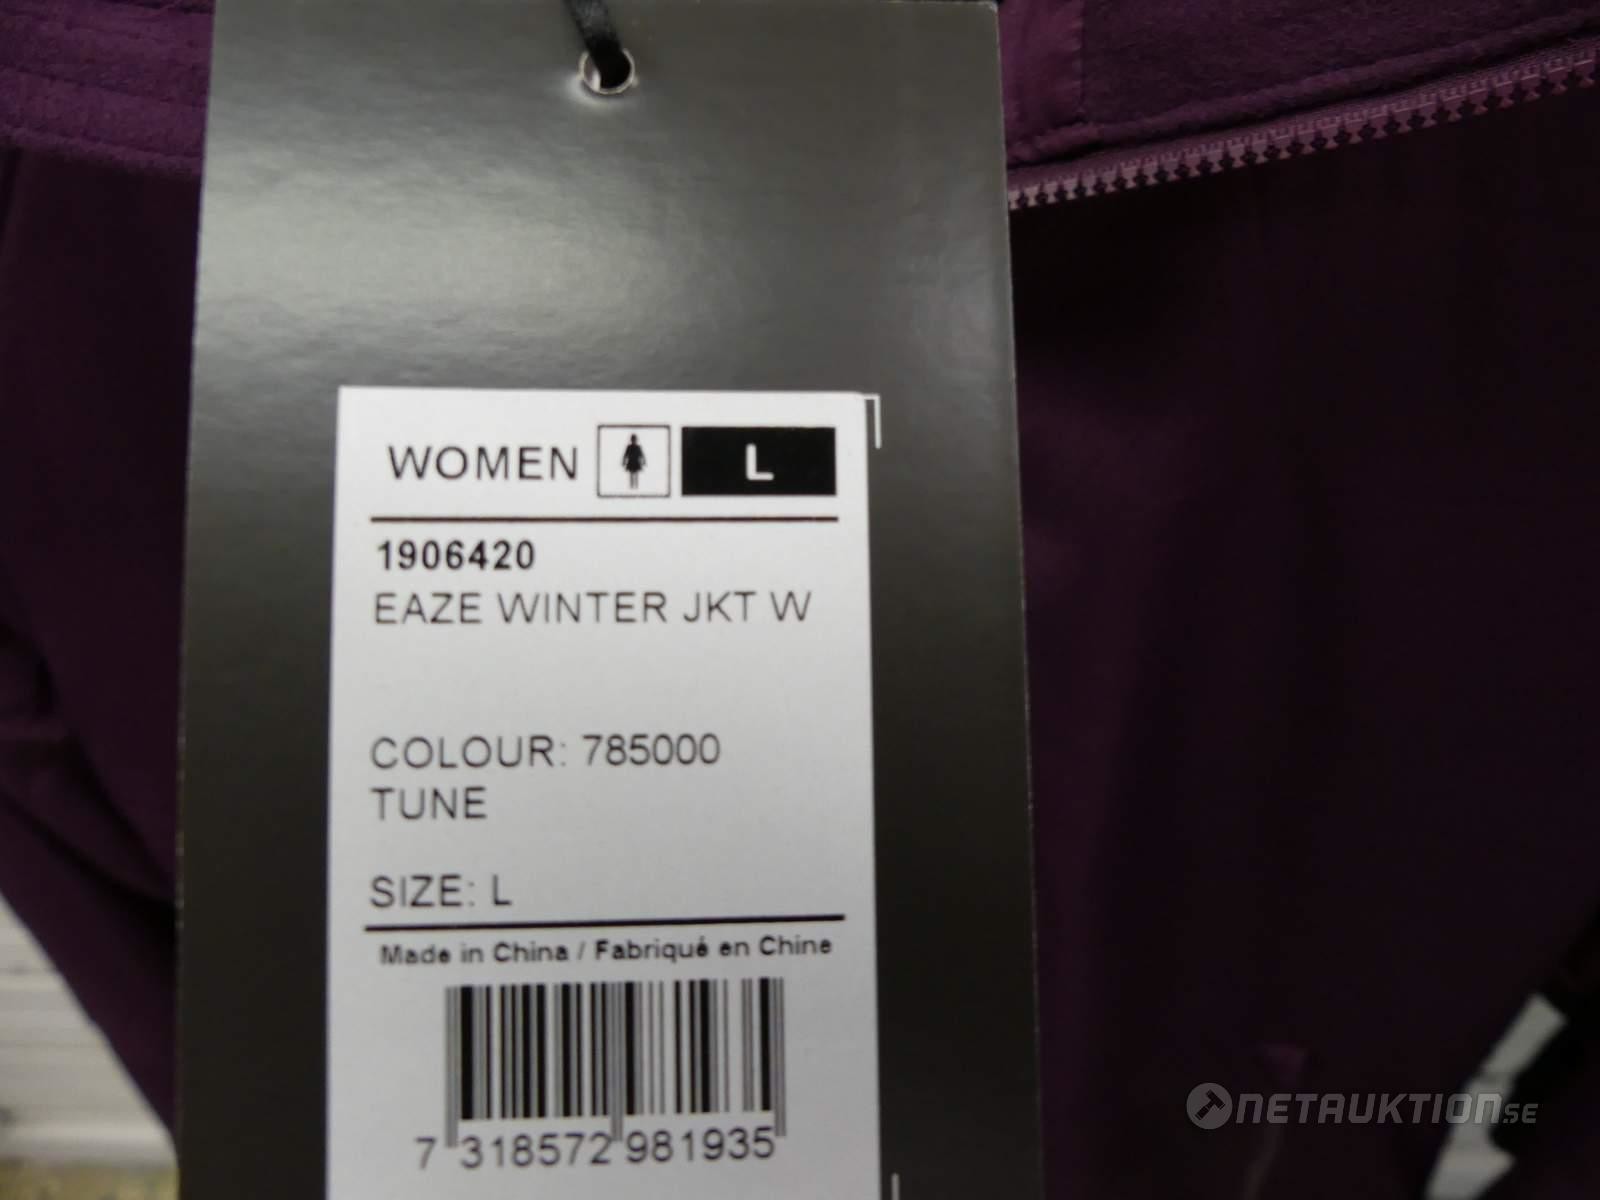 WOMEN L
1906420
EAZE WINTER JKT W
COLOUR: 785000
TUNE
SIZE: L
Made in China / Fabriqué en Chine
7 318572 981935
NETAUKTION.SE